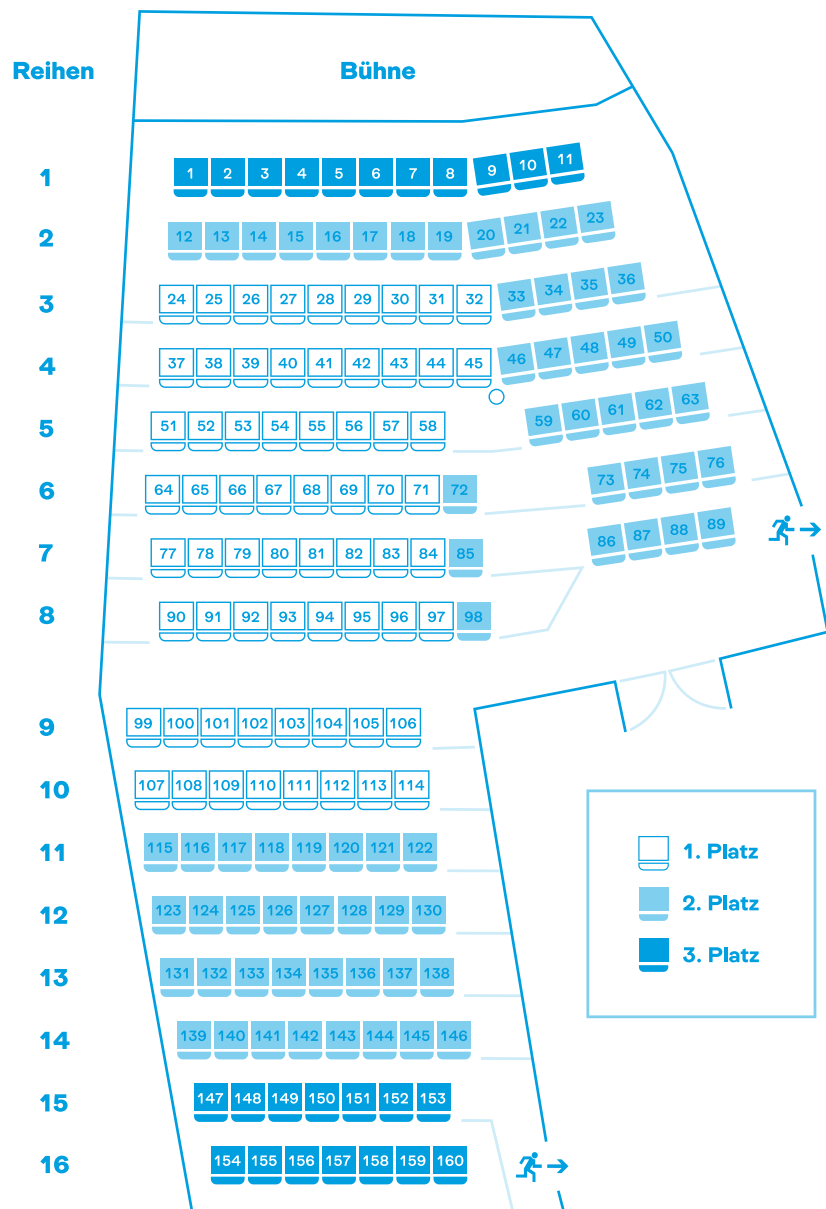 Reihen Bühne
1 1 2 3 4 5 6 7 8 9 10 11
2 12 13 14 15 16 17 18 19 20 21 22 23
3 24 25 26 27 28 29 30 31 32 33 34 35 36
4 37 38 39 40 41 42 43 44 45 46 47 48 49 50
5 51 52 53 54 55 56 57 58 59 60 61 62 63
6 64 65 66 67 68 69 70 71 72 73 74 75 76
7 77 78 79 80 81 82 83 84 85 86 87 88 89
8 90 91 92 93 94 95 96 97 98
9 99 100 101 102 103 104 105 106
10 107 108 109 110 111 112 113 114
11 115 116 117 118 119 120 121 122
12 123 124 125 126 127 128 129 130
13 131 132 133 134 135 136 137 138
14 139 140 141 142 143 144 145 146
15 147 148 149 150 151 152 153
16 154 155 156 157 158 159 160
1. Platz
2. Platz
3. Platz